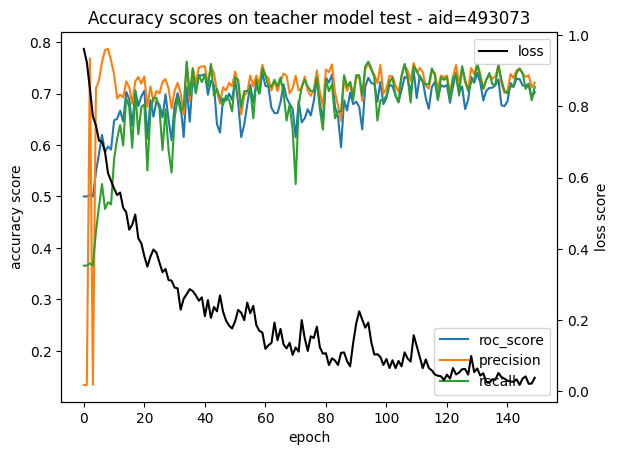 Accuracy scores on teacher model test - aid=493073
loss
accuracy score
0.8
0.7
0.6
0.5
0.4
0.3
0.2
1.0
0.8
0.6
0.4
0.2
0.0
loss score
roc_score
precision
recall
0 20 40 60 80 100 120 140
epoch